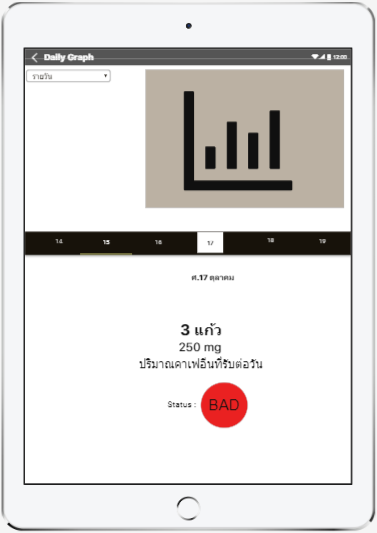 Daily Graph
12:00
รายวัน
14 15 16 17 18 19
ศ.17 ตุลาคม
3 แก้ว
250 mg
ปริมาณคาเฟอีนที่รับต่อวัน
Status : BAD